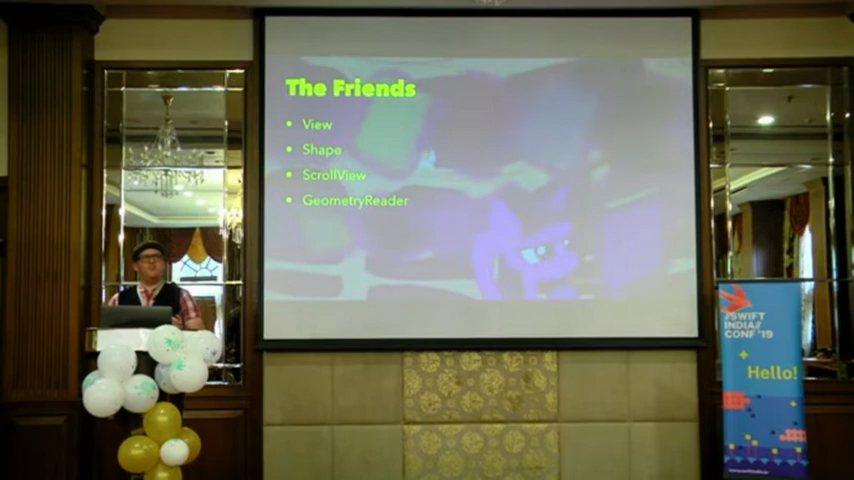 The Friends
• View
• Shape
• ScrollView
• GeometryReader
//SWIFT
INDIA//
CONF '19
Hello!